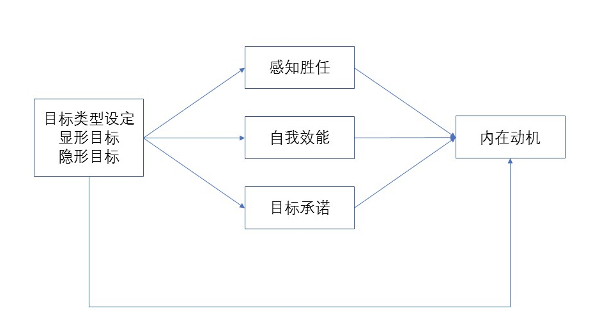 感知胜任
目标类型设定
显形目标
隐形目标
自我效能
内在动机
目标承诺